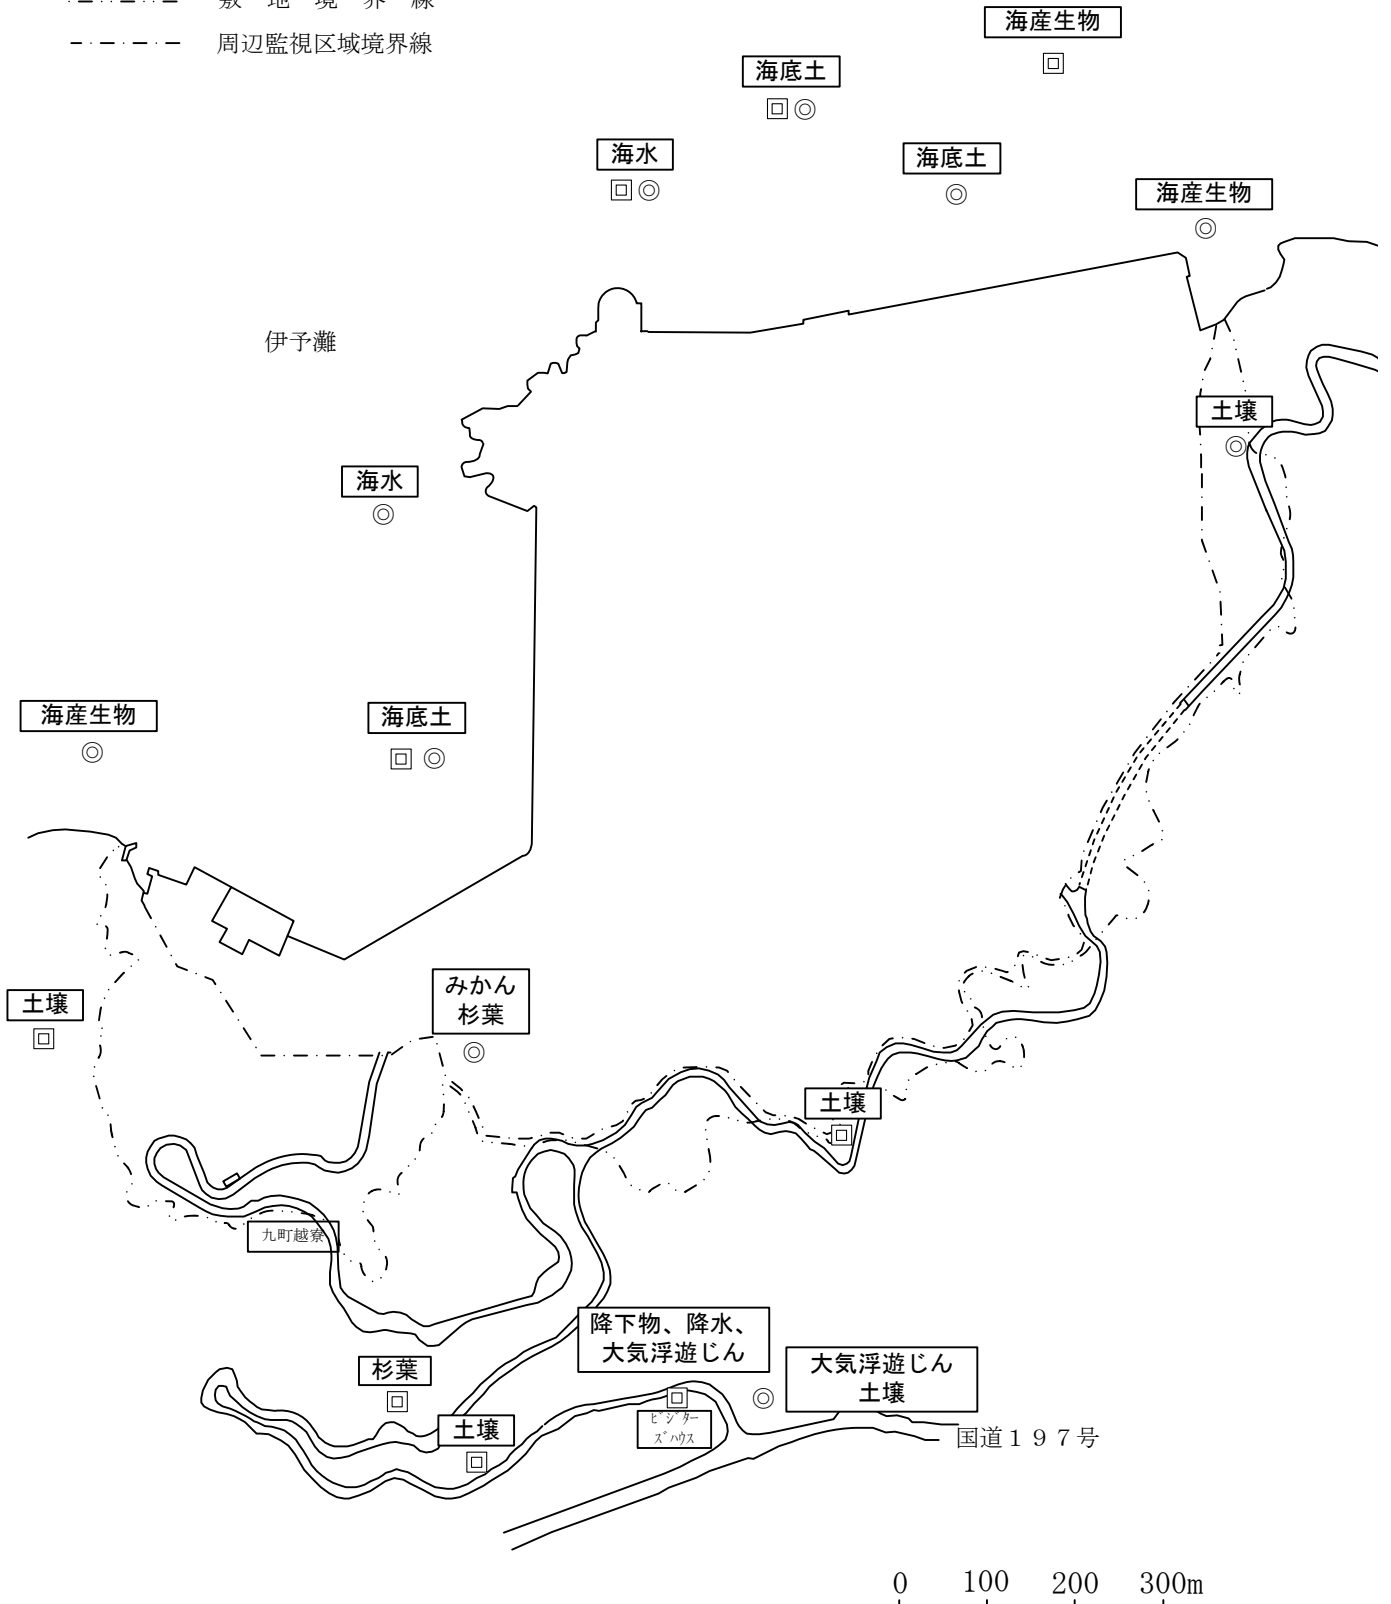 敷地境界線
周辺監視区域境界線
海産生物
海底土
海水
海底土
海産生物
伊予灘
土壌
海水
海産生物
海底土
土壌
みかん
杉葉
土壌
九町越寮
降下物、降水、
大気浮遊じん
大気浮遊じん
土壌
杉葉
土壌
ﾋﾞｼﾞﾀｰ
ｽﾞﾊｳｽ
国道１９７号
0 100 200 300m